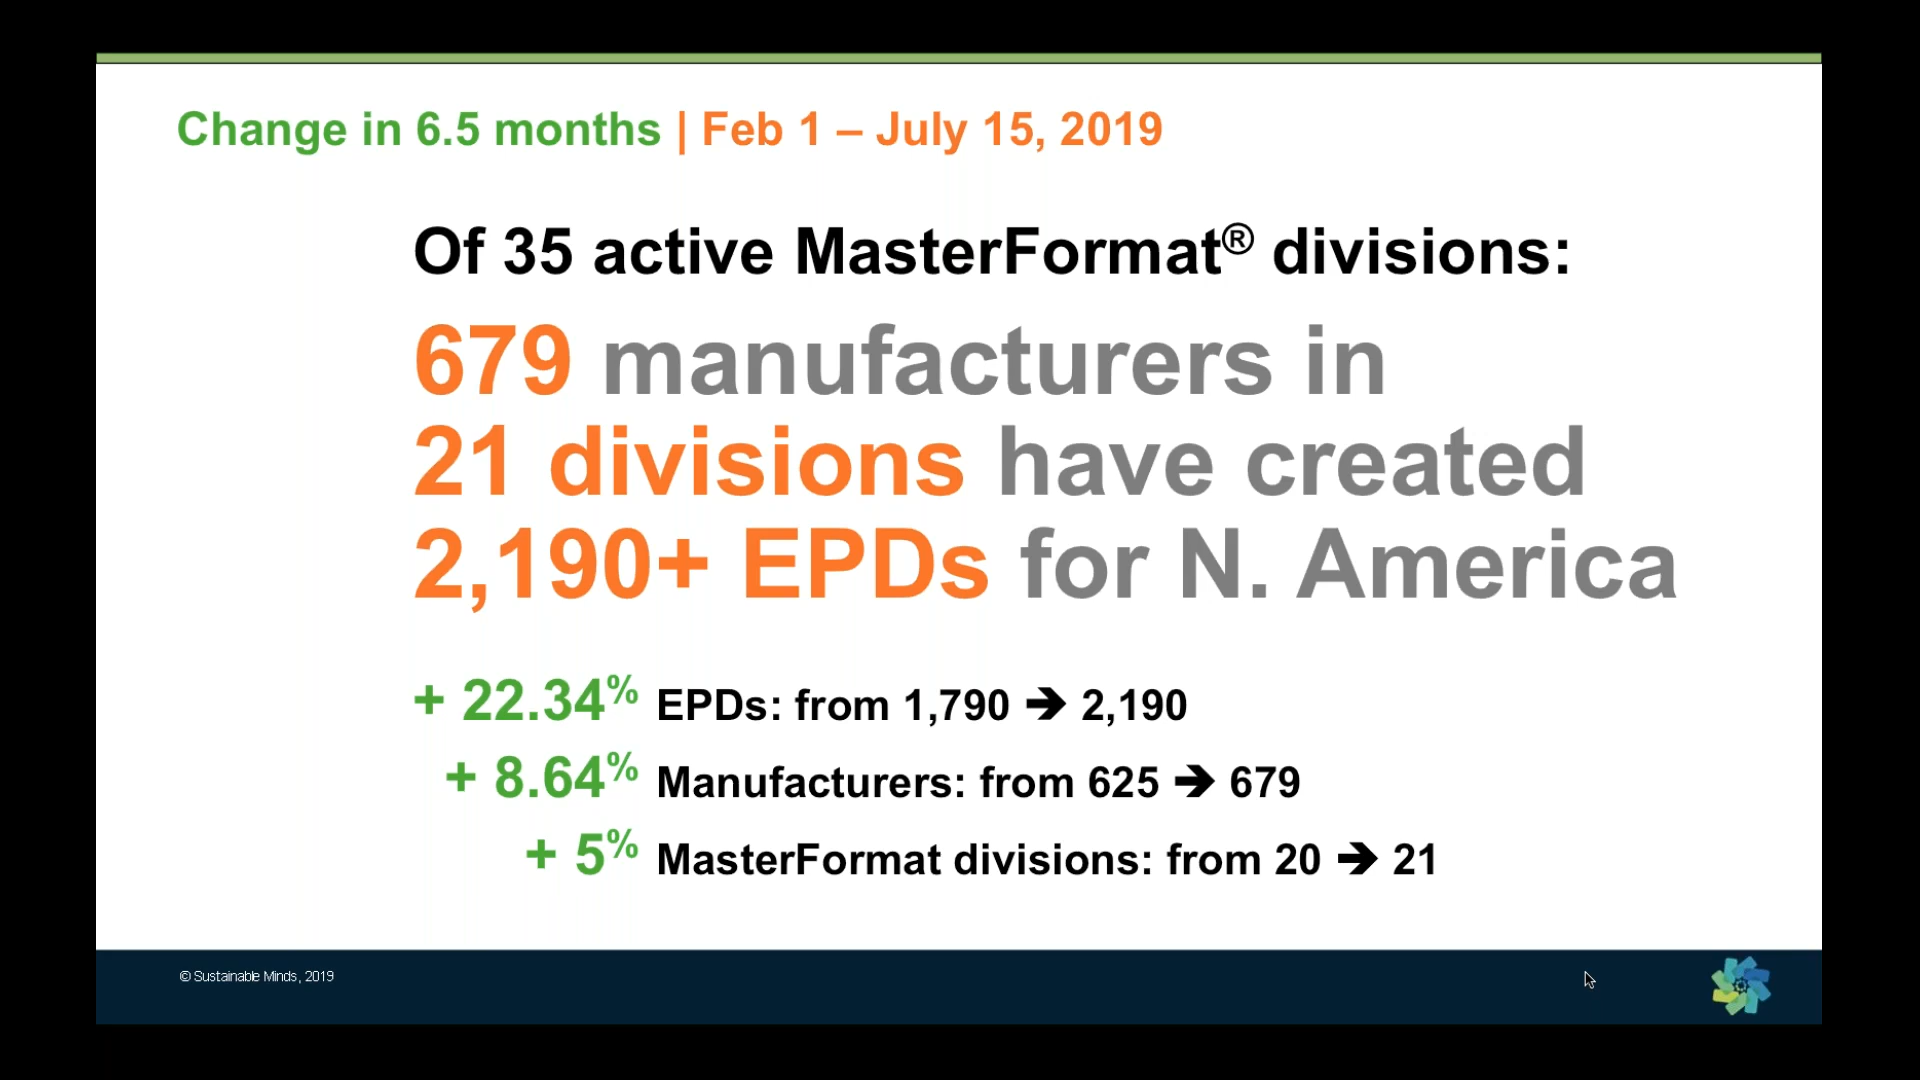 Change in 6.5 months | Feb 1 – July 15, 2019
Of 35 active MasterFormat® divisions:
679 manufacturers in
21 divisions have created
2,190+ EPDs for N. America
+ 22.34% EPDs: from 1,790 ➔ 2,190
+ 8.64% Manufacturers: from 625 ➔ 679
+ 5% MasterFormat divisions: from 20 ➔ 21
© Sustainable Minds, 2019